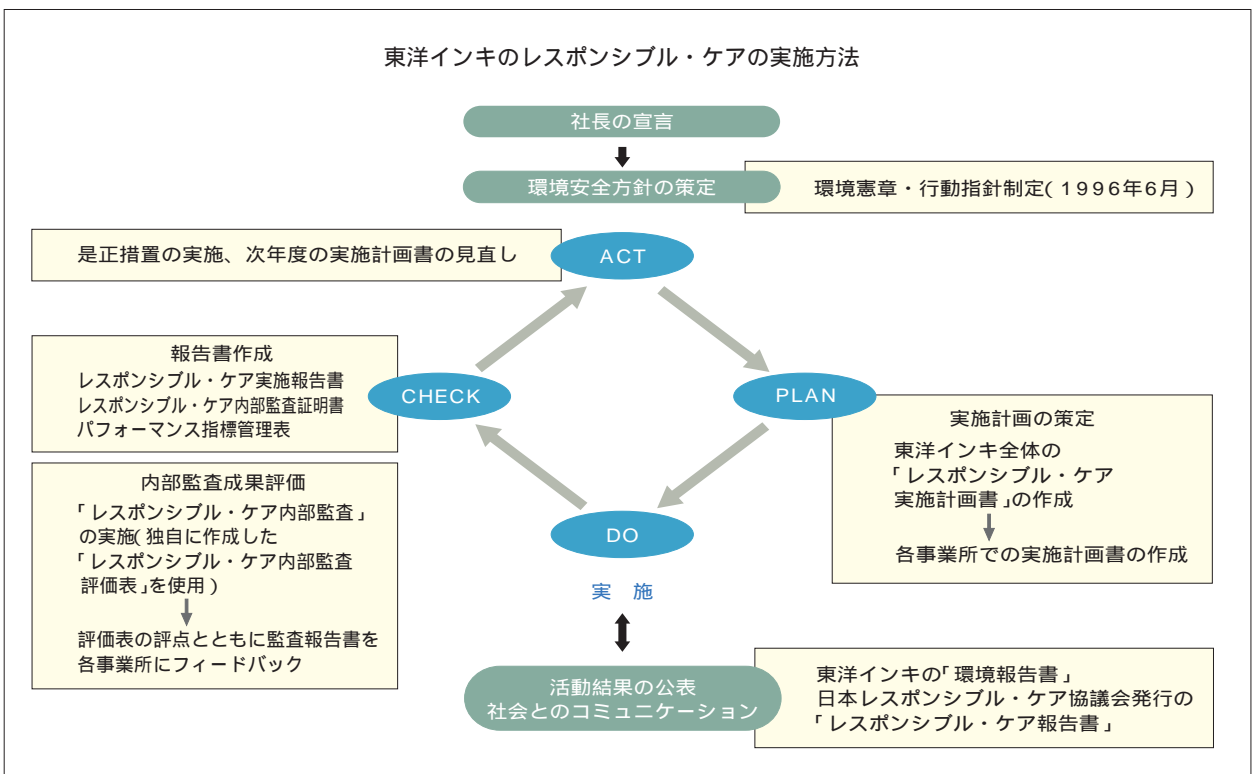 東洋インキのレスポンシブル・ケアの実施方法
社長の宣言
環境安全方針の策定
環境憲章・行動指針制定(1996年6月)
是正措置の実施、次年度の実施計画書の見直し
ACT
報告書作成
レスポンシブル・ケア実施報告書
レスポンシブル・ケア内部監査証明書
パフォーマンス指標管理表
CHECK
PLAN
実施計画の策定
東洋インキ全体の
「レスポンシブル・ケア
実施計画書」の作成
各事業所での実施計画書の作成
内部監査成果評価
「レスポンシブル・ケア内部監査」
の実施(独自に作成した
「レスポンシブル・ケア内部監査
評価表」を使用)
評価表の評点とともに監査報告書を
各事業所にフィードバック
DO
実 施
活動結果の公表
社会とのコミュニケーション
東洋インキの「環境報告書」
日本レスポンシブル・ケア協議会発行の
「レスポンシブル・ケア報告書」